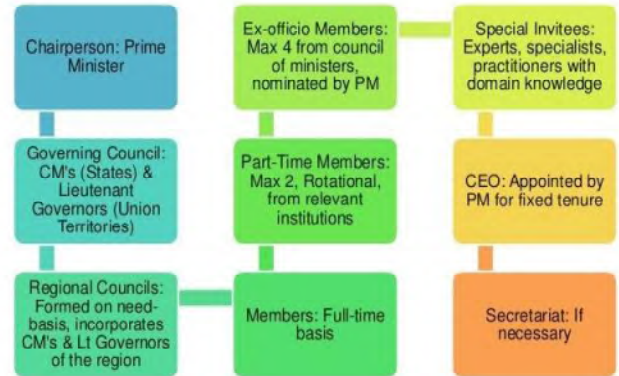 Chairperson: Prime
Minister
Governing Council:
CM's (States) &
Lieutenant
Governors (Union
Territories)
Regional Councils:
Formed on need-
basis, incorporates
CM's & Lt Governors
of the region
Members: Full-time
basis
Part-Time Members:
Max 2, Rotational,
from relevant
institutions
Ex-officio Members:
Max 4 from council
of ministers,
nominated by PM
Special Invitees:
Experts, specialists,
practitioners with
domain knowledge
CEO: Appointed by
PM for fixed tenure
Secretariat: If
necessary